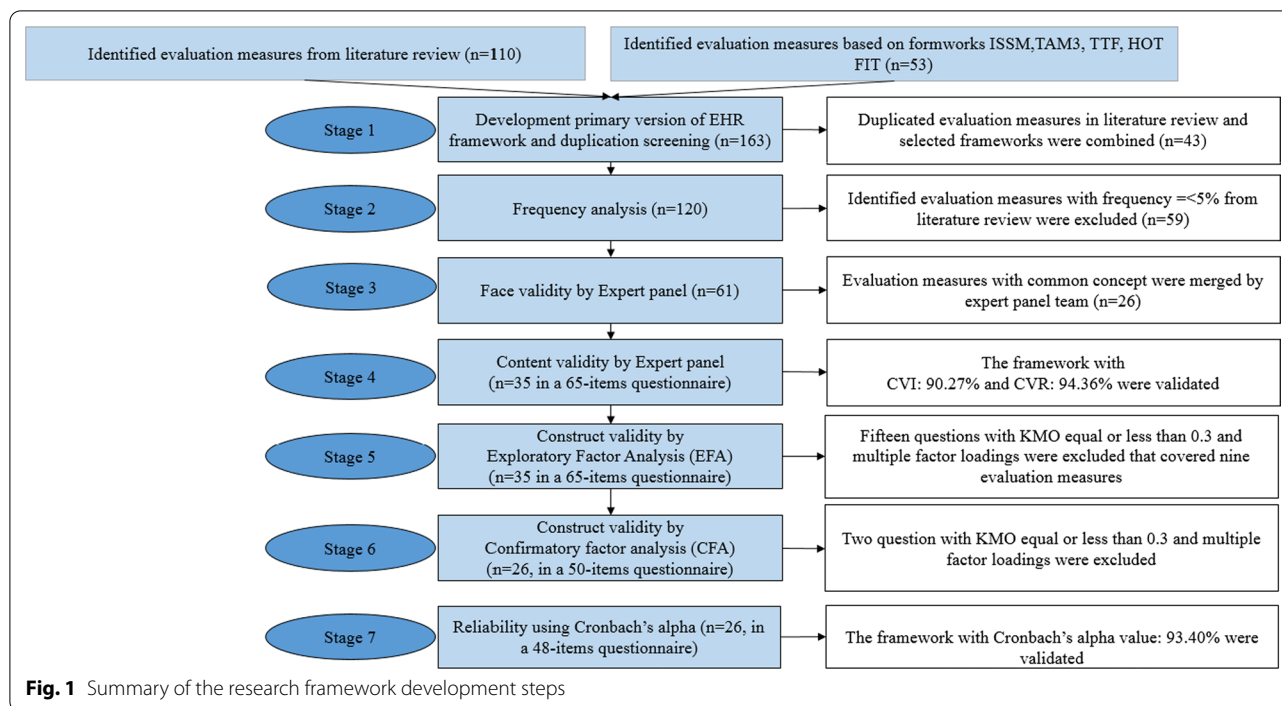 Identified evaluation measures from literature review (n=110)
Identified evaluation measures based on formworks ISSM,TAM3, TTF, HOT
FIT (n=53)
Stage 1
Development primary version of EHR
framework and duplication screening (n=163)
Duplicated evaluation measures in literature review and
selected frameworks were combined (n=43)
Stage 2
Frequency analysis (n=120)
Identified evaluation measures with frequency =<5% from
literature review were excluded (n=59)
Stage 3
Face validity by Expert panel (n=61)
Evaluation measures with common concept were merged by
expert panel team (n=26)
Stage 4
Content validity by Expert panel
(n=35 in a 65-items questionnaire)
The framework with
CVI: 90.27% and CVR: 94.36% were validated
Stage 5
Construct validity by
Exploratory Factor Analysis (EFA)
(n=35 in a 65-items questionnaire)
Fifteen questions with KMO equal or less than 0.3 and
multiple factor loadings were excluded that covered nine
evaluation measures
Stage 6
Construct validity by
Confirmatory factor analysis (CFA)
(n=26, in a 50-items questionnaire)
Two question with KMO equal or less than 0.3 and multiple
factor loadings were excluded
Stage 7
Reliability using Cronbach’s alpha (n=26, in
a 48-items questionnaire)
The framework with Cronbach’s alpha value: 93.40% were
validated
Fig. 1 Summary of the research framework development steps